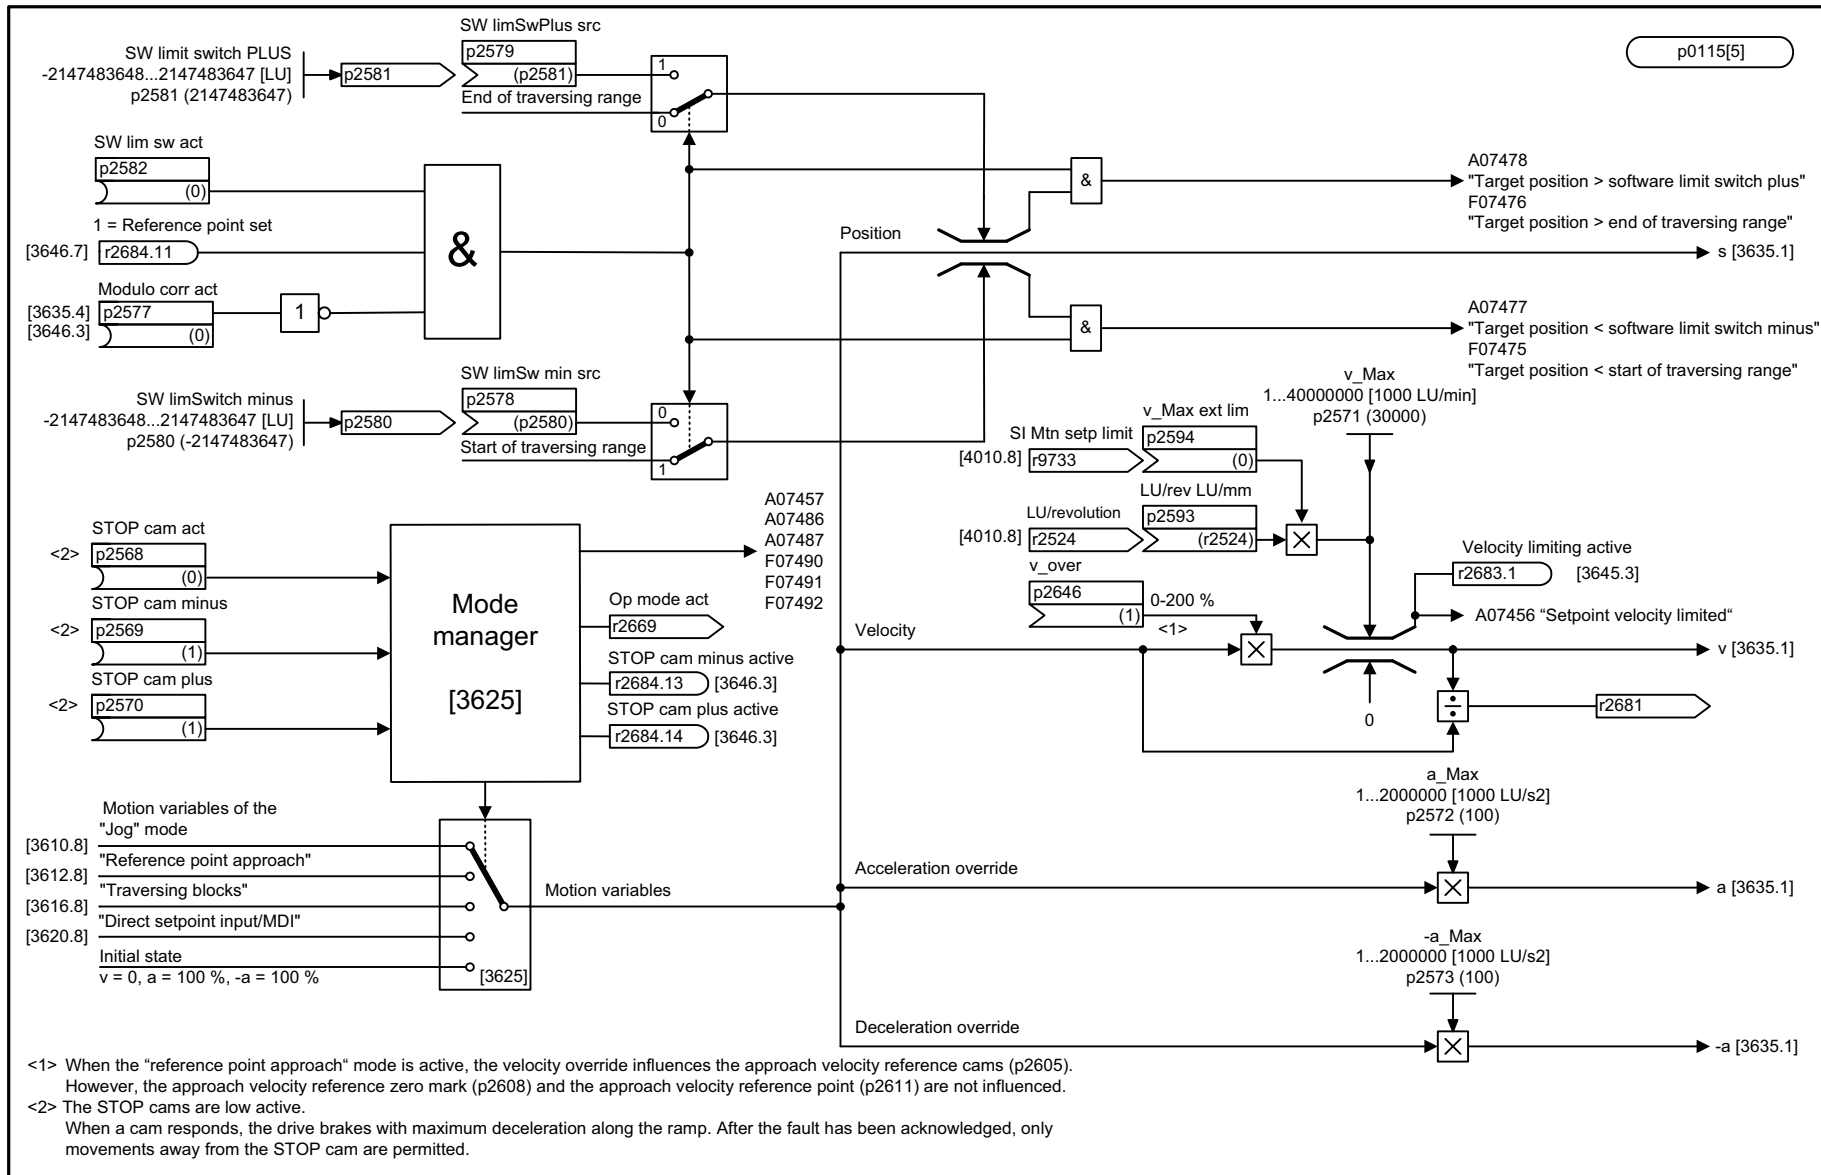 SW limSwPlus src
SW limit switch PLUS
-2147483648...2147483647 [LU]
p2581 (2147483647)
p2581
p2579
(p2581)
End of traversing range
1
0
p0115[5]
SW lim sw act
p2582
(0)
1 = Reference point set
[3646.7]
r2684.11
Modulo corr act
[3635.4]
[3646.3]
p2577
(0)
1
&
&
A07478
"Target position > software limit switch plus"
F07476
"Target position > end of traversing range"
Position
s [3635.1]
&
A07477
"Target position < software limit switch minus"
F07475
"Target position < start of traversing range"
SW limSw min src
SW limSwitch minus
-2147483648...2147483647 [LU]
p2580 (-2147483647)
p2580
p2578
(p2580)
Start of traversing range
0
1
v_Max
1...40000000 [1000 LU/min]
p2571 (30000)
v_Max ext lim
SI Mtn setp limit
p2594
(0)
[4010.8]
r9733
LU/rev LU/mm
LU/revolution
p2593
(r2524)
[4010.8]
r2524
v_over
p2646
(1)
0-200 %
<1>
Velocity limiting active
r2683.1
[3645.3]
A07456 “Setpoint velocity limited“
Velocity
v [3635.1]
0
r2681
STOP cam act
<2>
p2568
(0)
STOP cam minus
<2>
p2569
(1)
STOP cam plus
<2>
p2570
(1)
Mode
manager
[3625]
A07457
A07486
A07487
F07490
F07491
F07492
Op mode act
r2669
STOP cam minus active
r2684.13
[3646.3]
STOP cam plus active
r2684.14
[3646.3]
a_Max
1...2000000 [1000 LU/s2]
p2572 (100)
Motion variables of the
"Jog" mode
[3610.8]
"Reference point approach"
[3612.8]
"Traversing blocks"
[3616.8]
"Direct setpoint input/MDI"
[3620.8]
Initial state
v = 0, a = 100 %, -a = 100 %
[3625]
Motion variables
Acceleration override
a [3635.1]
-a_Max
1...2000000 [1000 LU/s2]
p2573 (100)
Deceleration override
-a [3635.1]
<1> When the “reference point approach“ mode is active, the velocity override influences the approach velocity reference cams (p2605).
However, the approach velocity reference zero mark (p2608) and the approach velocity reference point (p2611) are not influenced.
<2> The STOP cams are low active.
When a cam responds, the drive brakes with maximum deceleration along the ramp. After the fault has been acknowledged, only
movements away from the STOP cam are permitted.